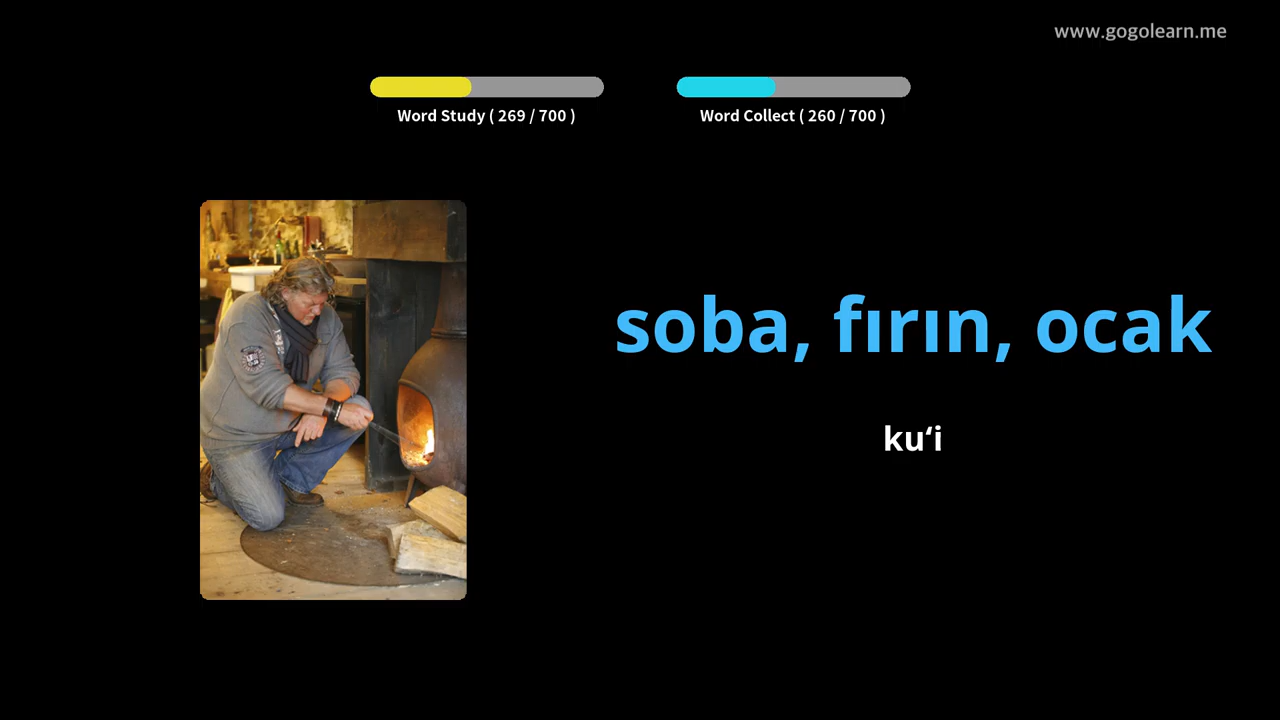 www.gogolearn.me
Word Study ( 269 / 700 )
Word Collect ( 260 / 700 )
soba, fırın, ocak
kuʻi